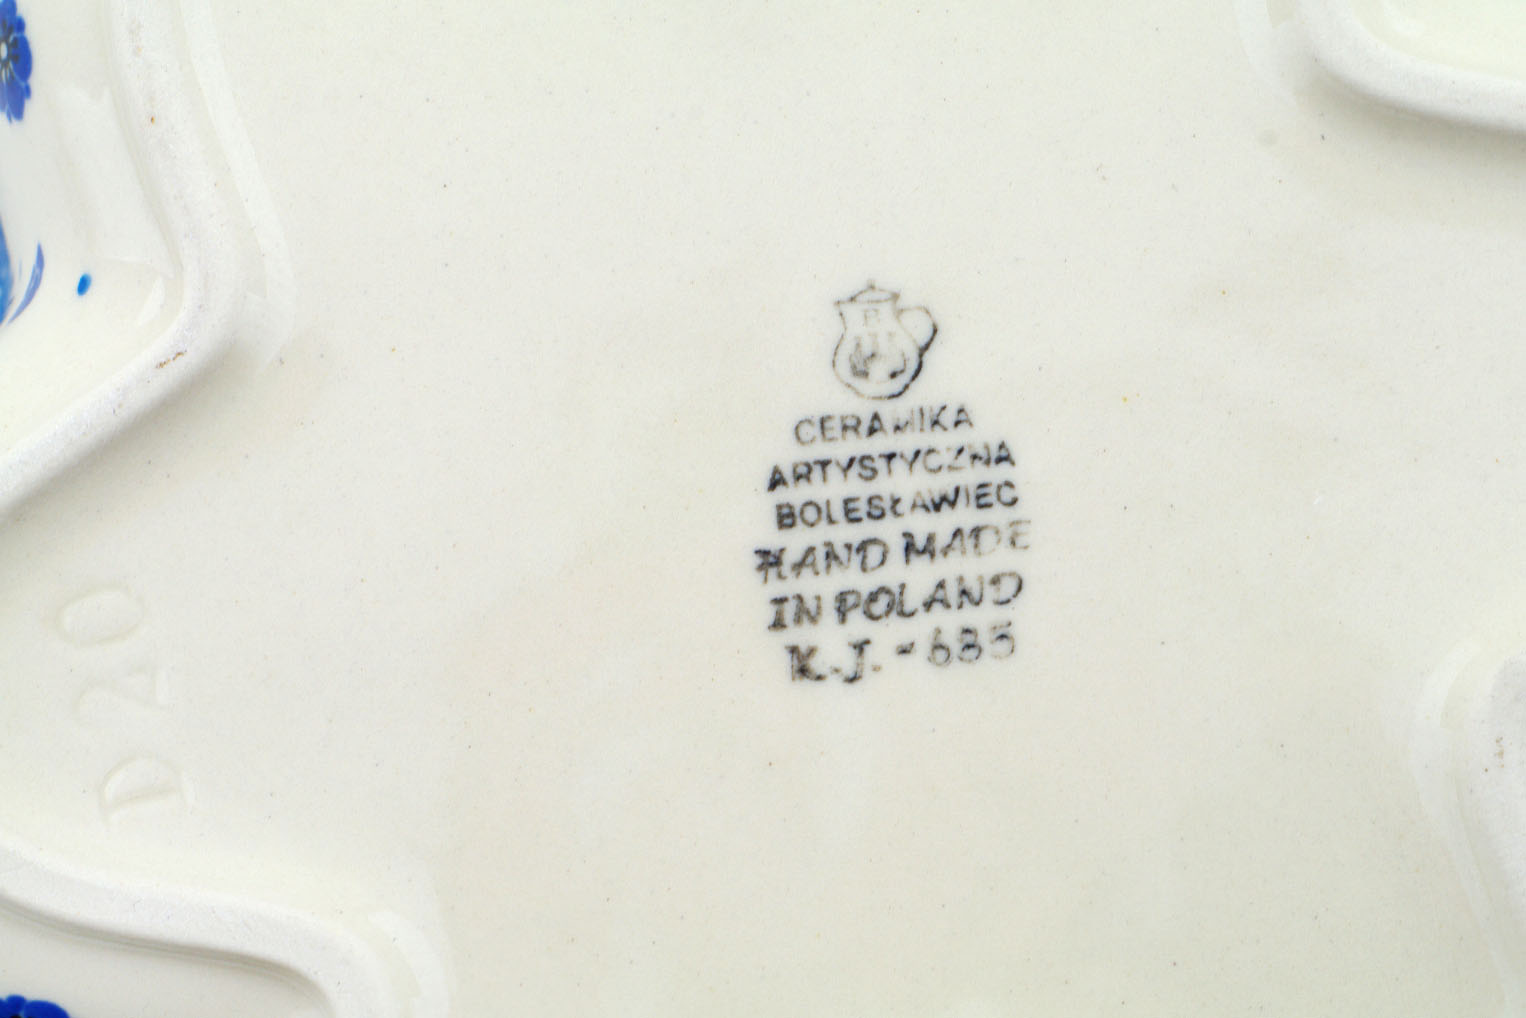 CERAMIKA
ARTYSTYCZNA
BOLESŁAWIEC
HAND MADE
IN POLAND
K.J.-685
D20